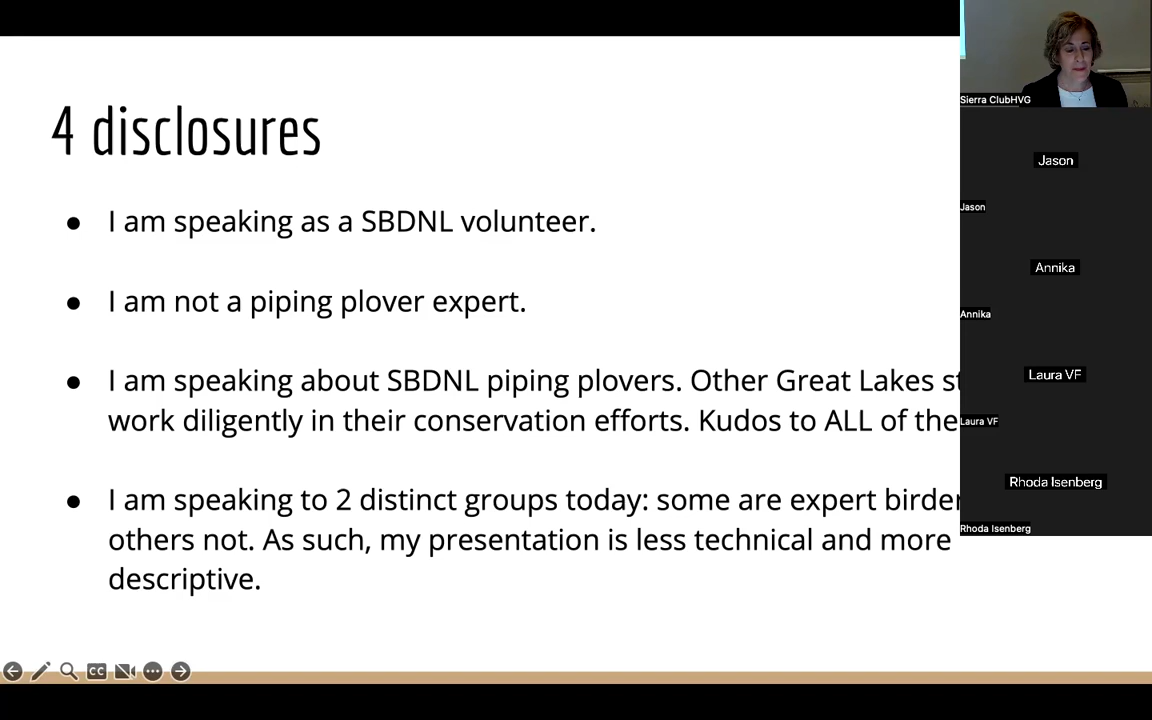 4 disclosures
● I am speaking as a SBDNL volunteer.
● I am not a piping plover expert.
● I am speaking about SBDNL piping plovers. Other Great Lakes
work diligently in their conservation efforts. Kudos to ALL of
● I am speaking to 2 distinct groups today: some are expert
others not. As such, my presentation is less technical and more
descriptive.
CC
Sierra ClubHVG
Jason
Jason
Annika
Annika
Laura VF
Laura VF
Rhoda Isenberg
Rhoda Isenberg